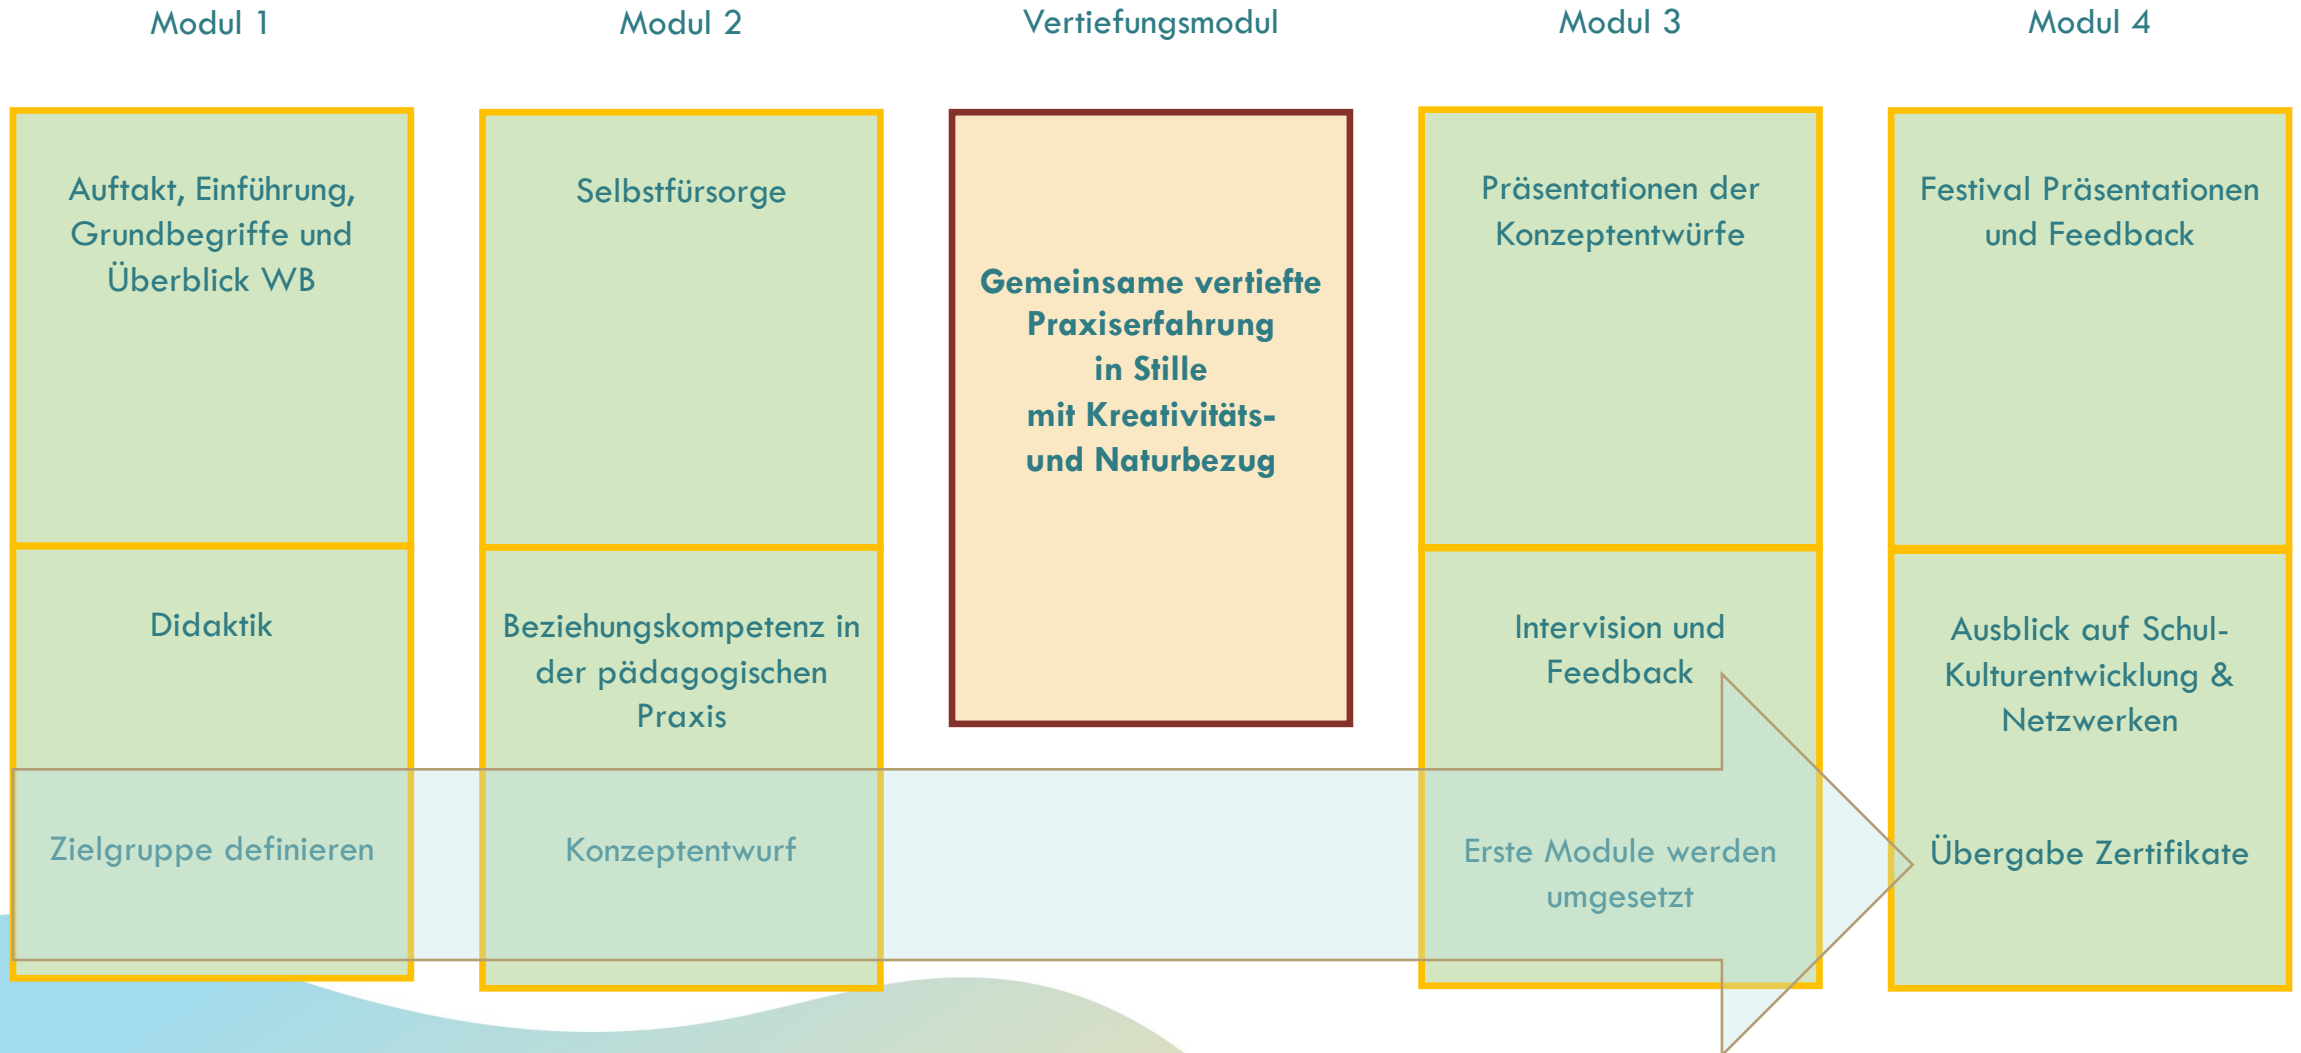 Modul 1
Modul 2
Vertiefungsmodul
Modul 3
Modul 4
Auftakt, Einführung,
Grundbegriffe und
Überblick WB
Selbstfürsorge
Gemeinsame vertiefte
Praxiserfahrung
in Stille
mit Kreativitäts-
und Naturbezug
Präsentationen der
Konzeptentwürfe
Festival Präsentationen
und Feedback
Didaktik
Beziehungskompetenz in
der pädagogischen
Praxis
Intervision und
Feedback
Ausblick auf Schul-
Kulturentwicklung &
Netzwerken
Zielgruppe definieren
Konzeptentwurf
Erste Module werden
umgesetzt
Übergabe Zertifikate